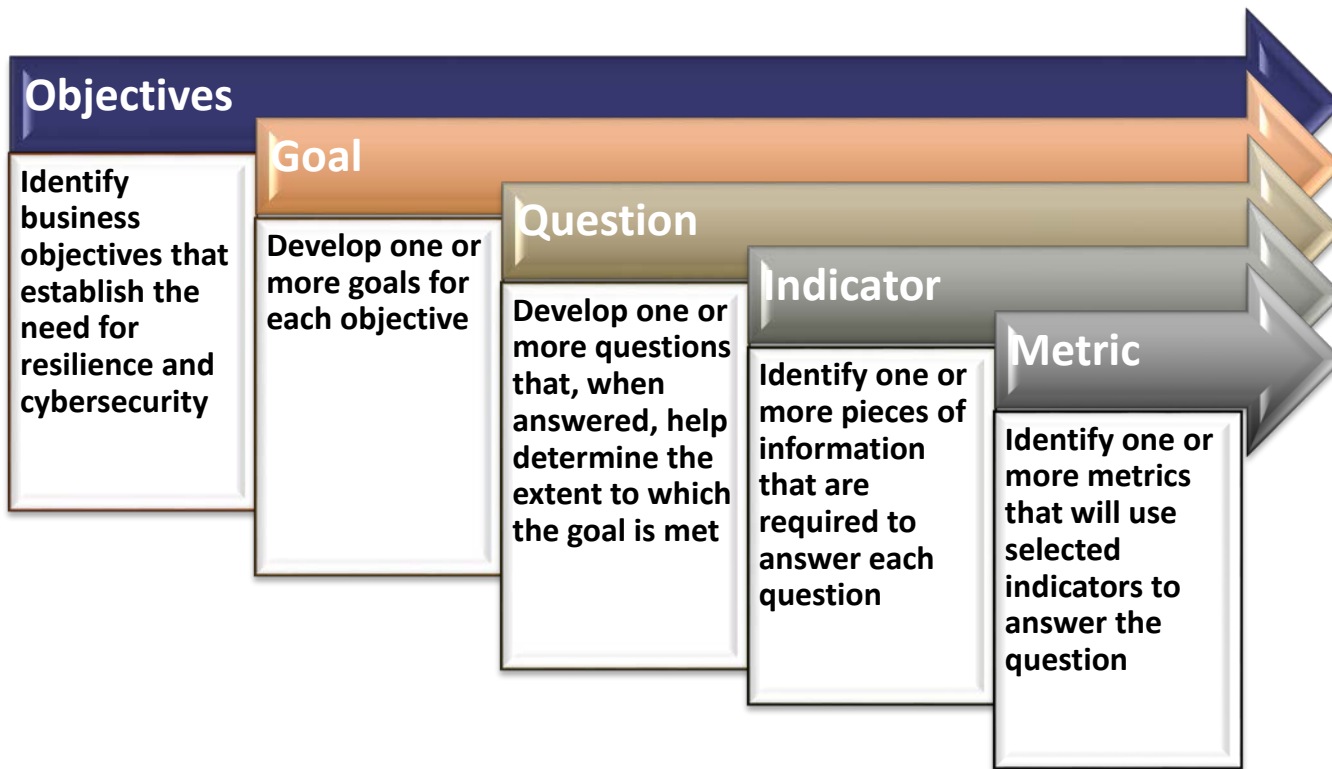 Objectives
Identify
business
objectives that
establish the
need for
resilience and
cybersecurity
Goal
Develop one or
more goals for
each objective
Question
Develop one or
more questions
that, when
answered, help
determine the
extent to which
the goal is met
Indicator
Identify one or
more pieces of
information
that are
required to
answer each
question
Metric
Identify one or
more metrics
that will use
selected
indicators to
answer the
question